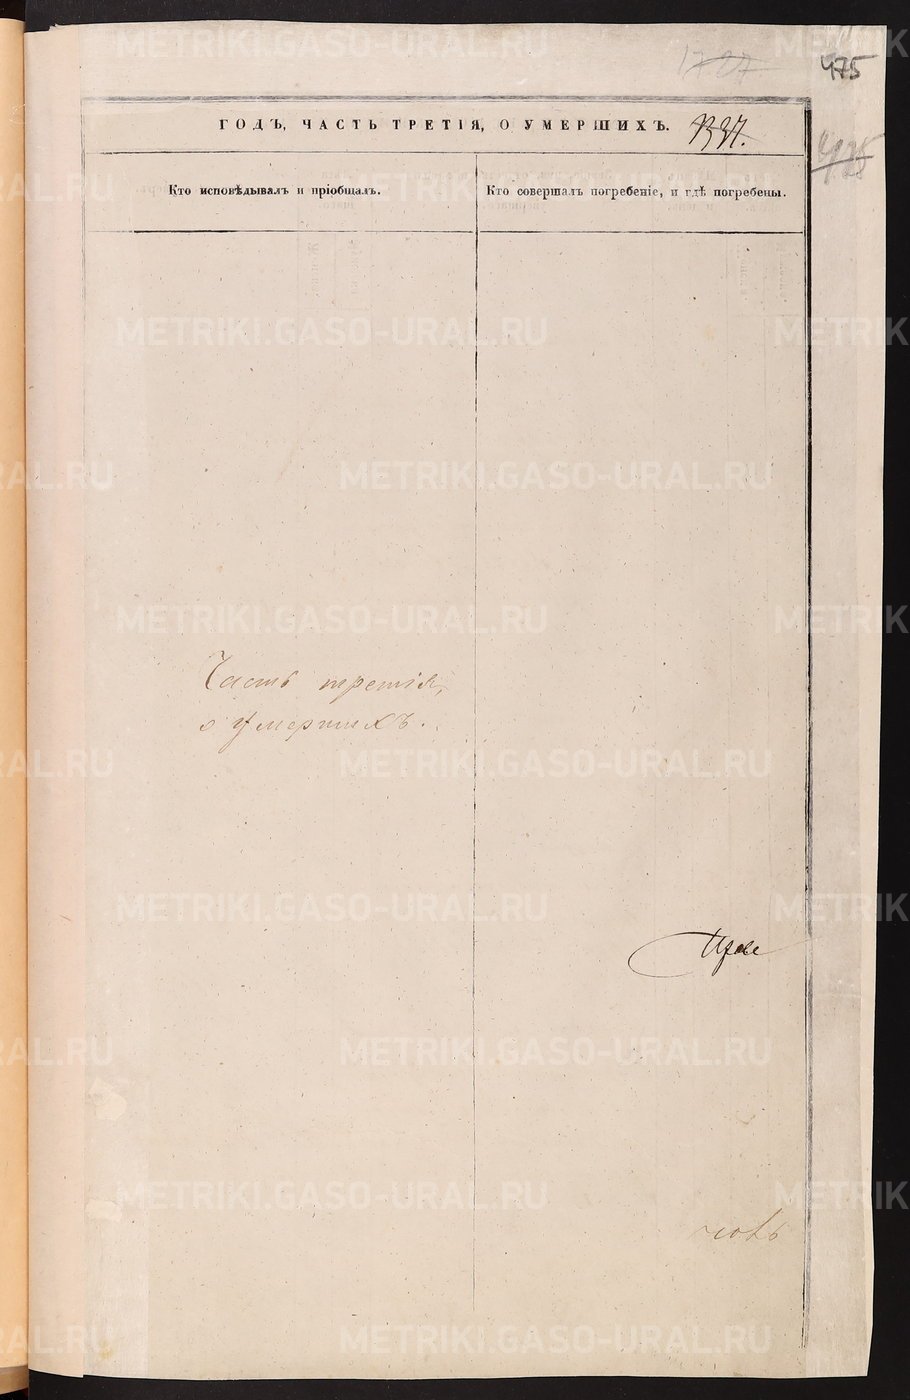 475
ГОДЪ, ЧАСТЬ ТРЕТІЯ, О УМЕРШИХЪ.
Кто исповѣдывалъ и пріобщалъ.
Кто совершалъ погребеніе, и гдѣ погребены.
Часть третія,
о умершихъ.
METRIKI.GASO-URAL.RU